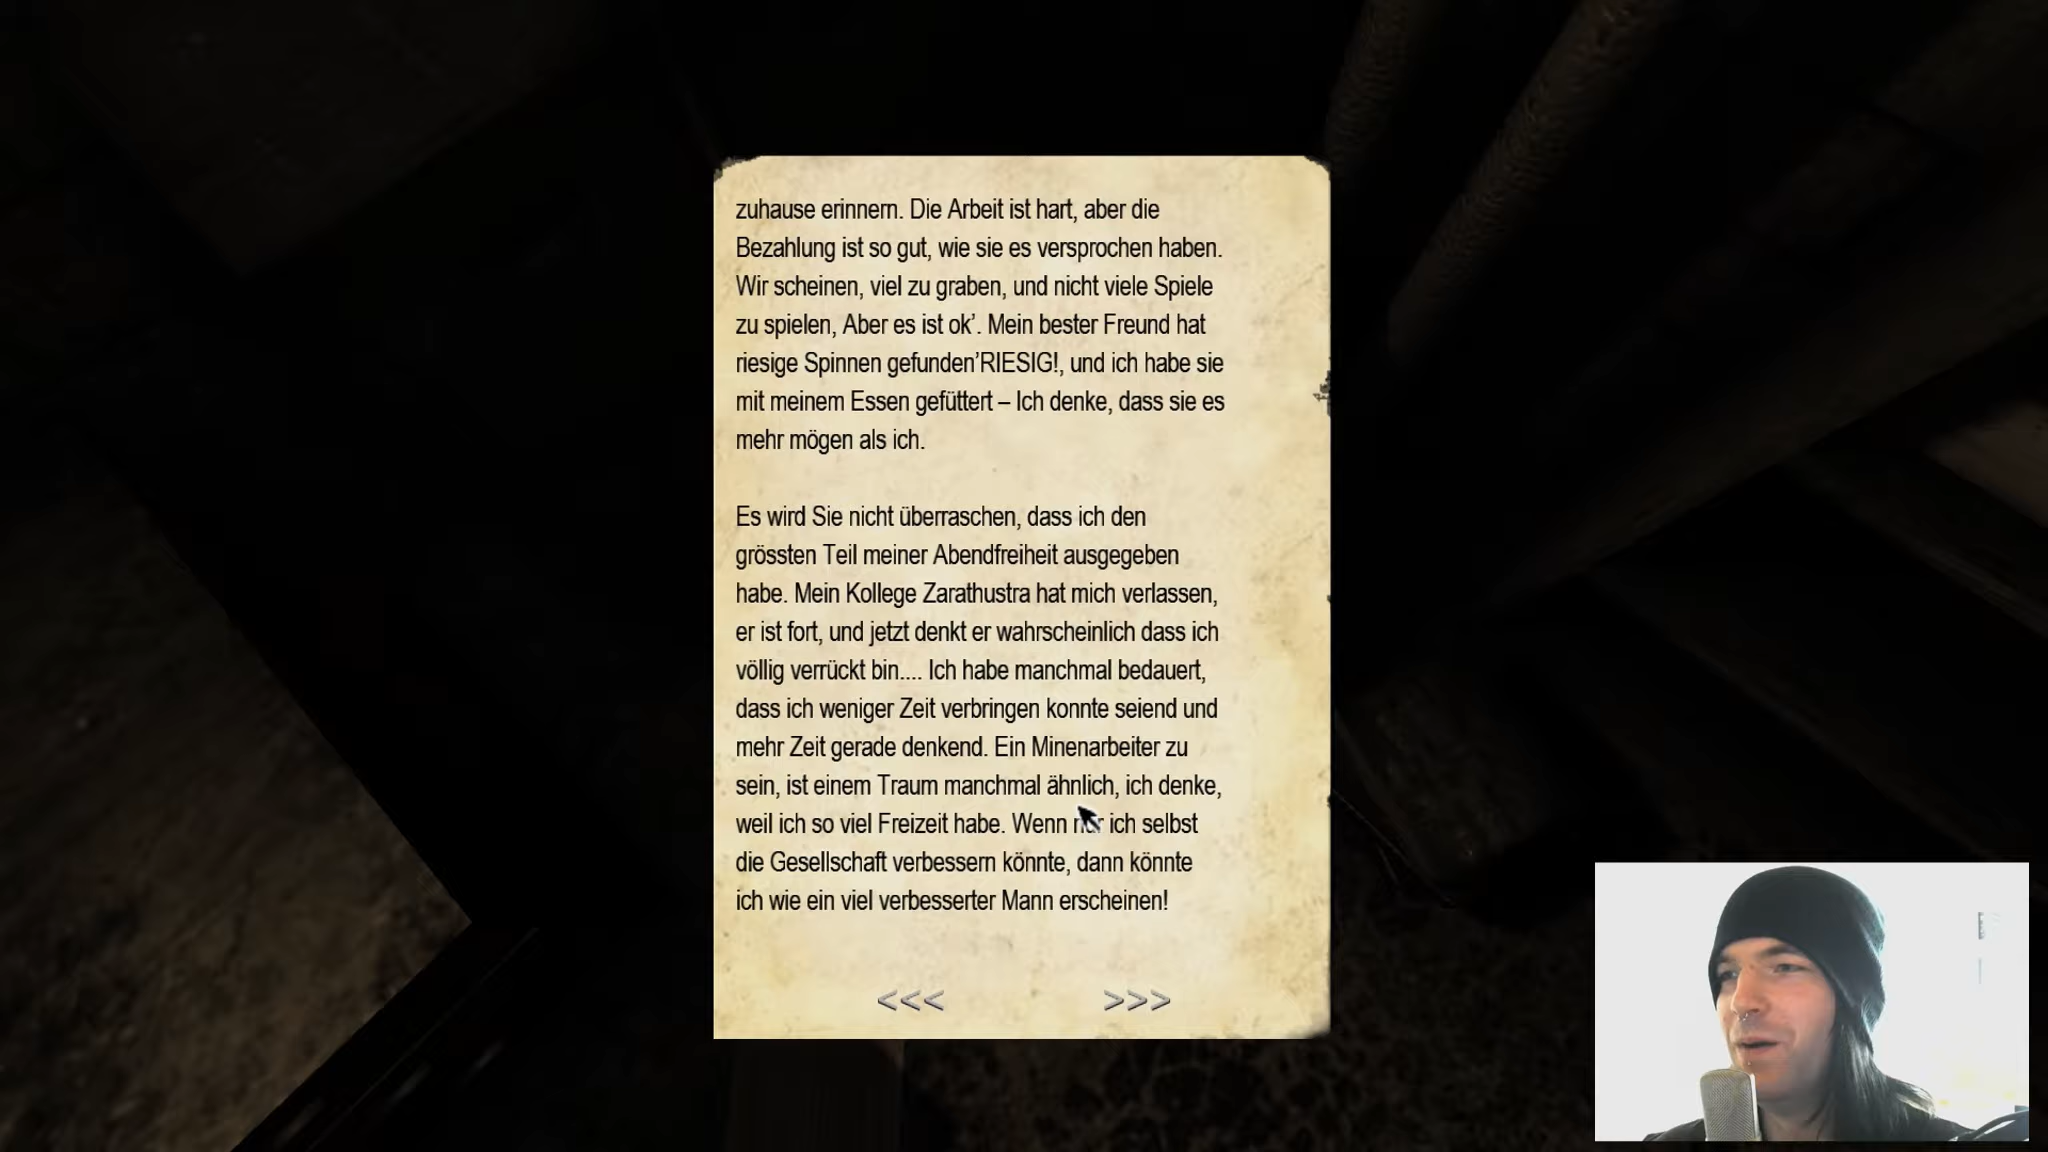 zuhause erinnern. Die Arbeit ist hart, aber die
Bezahlung ist so gut, wie sie es versprochen haben.
Wir scheinen, viel zu graben, und nicht viele Spiele
zu spielen, Aber es ist ok’. Mein bester Freund hat
riesige Spinnen gefunden’RIESIG!, und ich habe sie
mit meinem Essen gefüttert – Ich denke, dass sie es
mehr mögen als ich.
Es wird Sie nicht überraschen, dass ich den
grössten Teil meiner Abendfreiheit ausgegeben
habe. Mein Kollege Zarathustra hat mich verlassen,
er ist fort, und jetzt denkt er wahrscheinlich dass ich
völlig verrückt bin.... Ich habe manchmal bedauert,
dass ich weniger Zeit verbringen konnte seiend und
mehr Zeit gerade denkend. Ein Minenarbeiter zu
sein, ist einem Traum manchmal ähnlich, ich denke,
weil ich so viel Freizeit habe. Wenn nur ich selbst
die Gesellschaft verbessern könnte, dann könnte
ich wie ein viel verbesserter Mann erscheinen!
<<< >>>